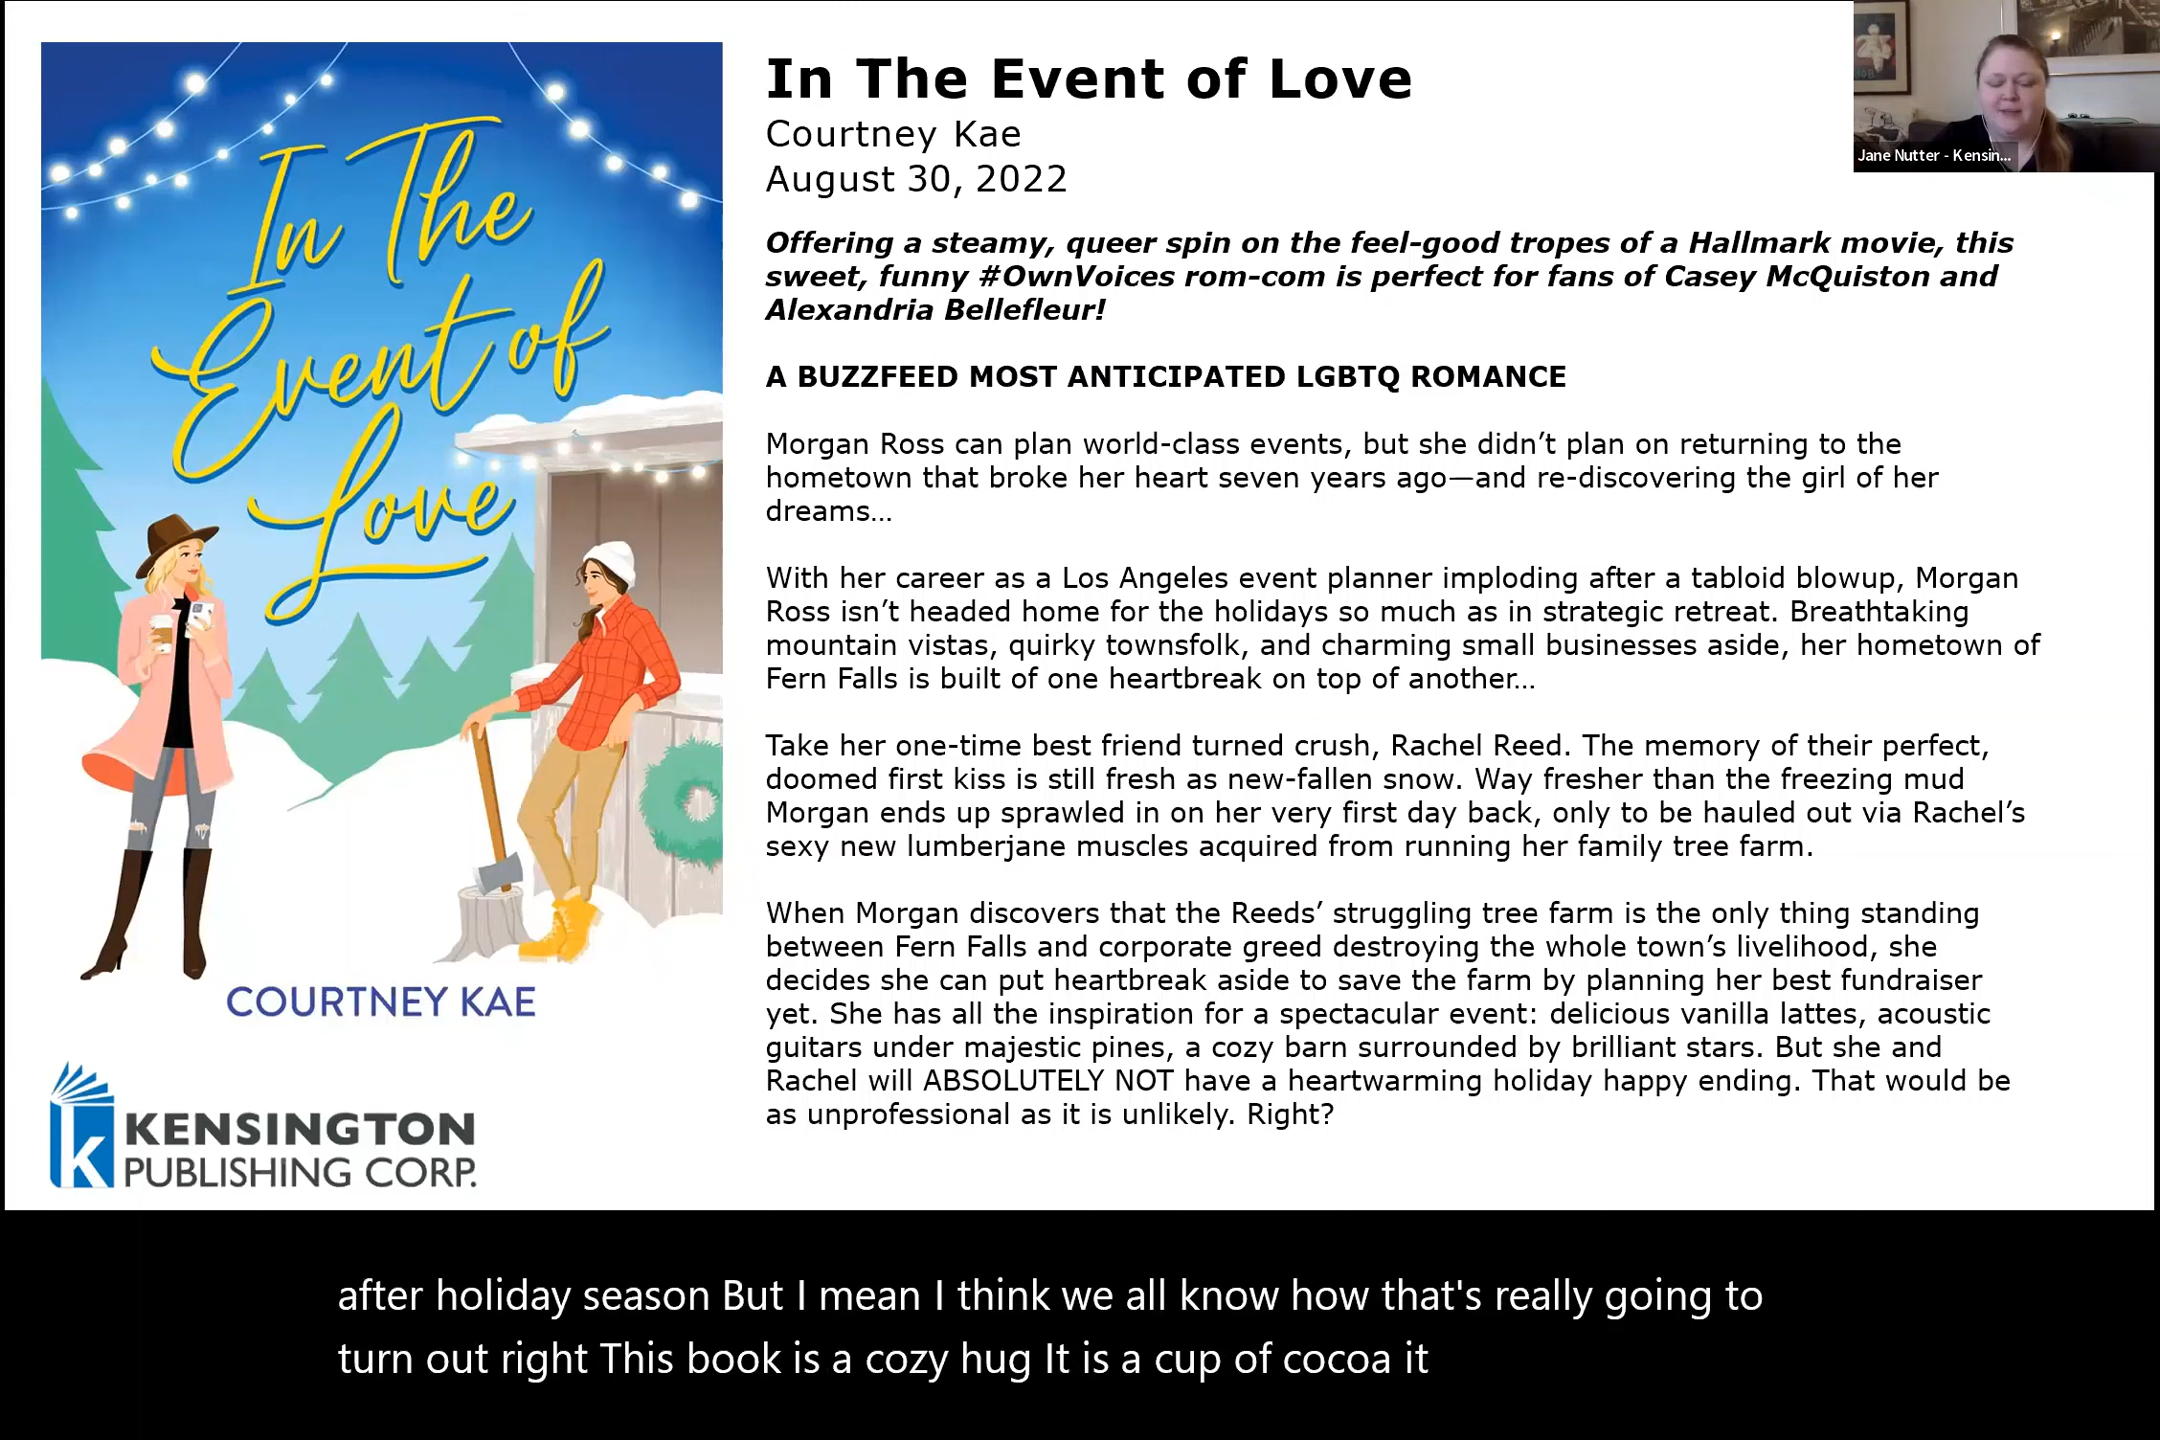 In The
Event of
Love
COURTNEY KAE
KENSINGTON
PUBLISHING CORP.
In The Event of Love
Courtney Kae
August 30, 2022
Offering a steamy, queer spin on the feel-good tropes of a Hallmark movie, this
sweet, funny #OwnVoices rom-com is perfect for fans of Casey McQuiston and
Alexandria Bellefleur!
A BUZZFEED MOST ANTICIPATED LGBTQ ROMANCE
Morgan Ross can plan world-class events, but she didn’t plan on returning to the
hometown that broke her heart seven years ago—and re-discovering the girl of her
dreams…
With her career as a Los Angeles event planner imploding after a tabloid blowup, Morgan
Ross isn’t headed home for the holidays so much as in strategic retreat. Breathtaking
mountain vistas, quirky townsfolk, and charming small businesses aside, her hometown of
Fern Falls is built of one heartbreak on top of another…
Take her one-time best friend turned crush, Rachel Reed. The memory of their perfect,
doomed first kiss is still fresh as new-fallen snow. Way fresher than the freezing mud
Morgan ends up sprawled in on her very first day back, only to be hauled out via Rachel’s
sexy new lumberjane muscles acquired from running her family tree farm.
When Morgan discovers that the Reeds’ struggling tree farm is the only thing standing
between Fern Falls and corporate greed destroying the whole town’s livelihood, she
decides she can put heartbreak aside to save the farm by planning her best fundraiser
yet. She has all the inspiration for a spectacular event: delicious vanilla lattes, acoustic
guitars under majestic pines, a cozy barn surrounded by brilliant stars. But she and
Rachel will ABSOLUTELY NOT have a heartwarming holiday happy ending. That would be
as unprofessional as it is unlikely. Right?
Jane Nutter - Kensin...
after holiday season But I mean I think we all know how that's really going to
turn out right This book is a cozy hug It is a cup of cocoa it